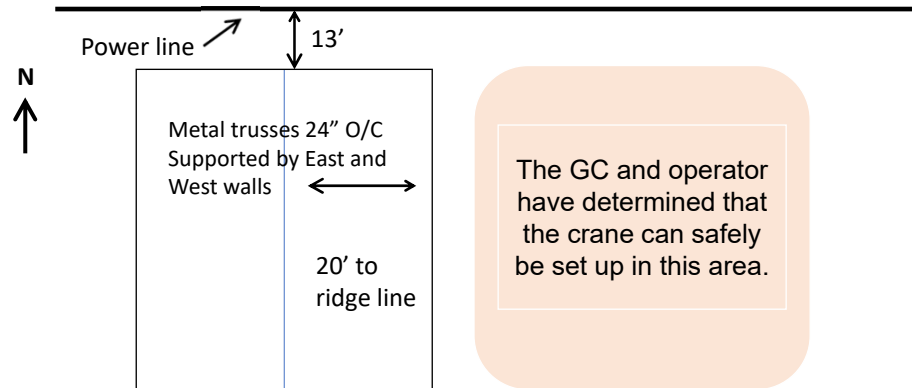 Power line
13’
N
Metal trusses 24” O/C
Supported by East and
West walls
20’ to
ridge line
The GC and operator
have determined that
the crane can safely
be set up in this area.